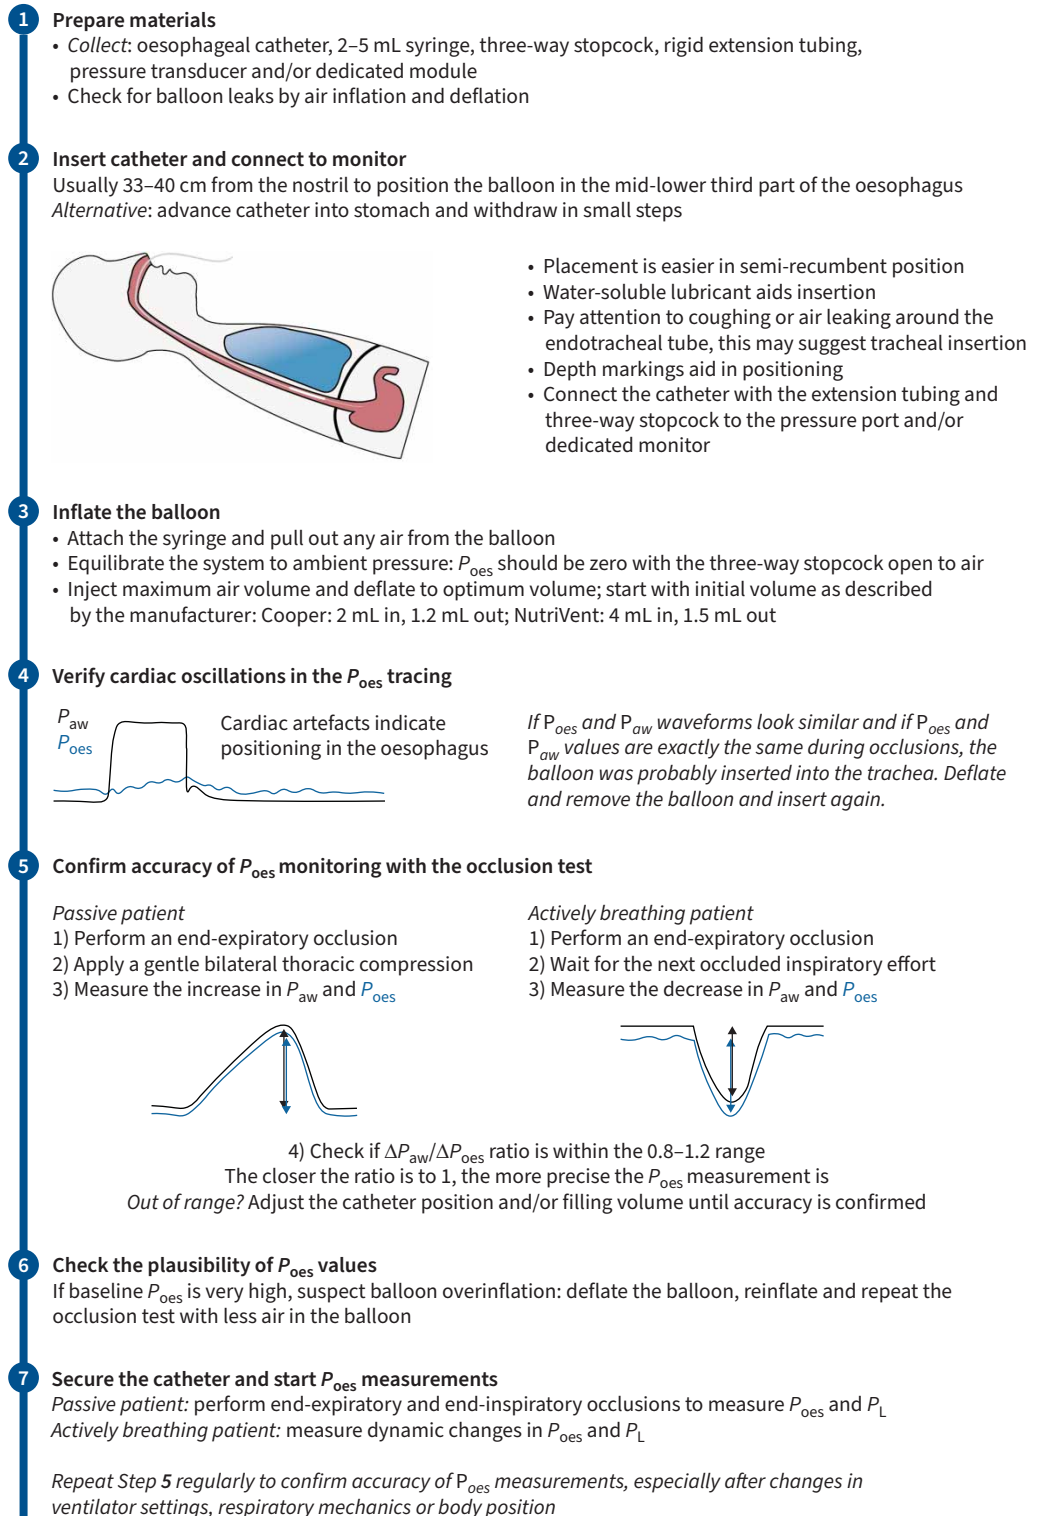 1 Prepare materials
• Collect: oesophageal catheter, 2–5 mL syringe, three-way stopcock, rigid extension tubing,
pressure transducer and/or dedicated module
• Check for balloon leaks by air inflation and deflation
2 Insert catheter and connect to monitor
Usually 33–40 cm from the nostril to position the balloon in the mid-lower third part of the oesophagus
Alternative: advance catheter into stomach and withdraw in small steps
• Placement is easier in semi-recumbent position
• Water-soluble lubricant aids insertion
• Pay attention to coughing or air leaking around the
endotracheal tube, this may suggest tracheal insertion
• Depth markings aid in positioning
• Connect the catheter with the extension tubing and
three-way stopcock to the pressure port and/or
dedicated monitor
3 Inflate the balloon
• Attach the syringe and pull out any air from the balloon
• Equilibrate the system to ambient pressure: Poes should be zero with the three-way stopcock open to air
• Inject maximum air volume and deflate to optimum volume; start with initial volume as described
by the manufacturer: Cooper: 2 mL in, 1.2 mL out; NutriVent: 4 mL in, 1.5 mL out
4 Verify cardiac oscillations in the Poes tracing
Paw
Poes
Cardiac artefacts indicate
positioning in the oesophagus
If Poes and Paw waveforms look similar and if Poes and
Paw values are exactly the same during occlusions, the
balloon was probably inserted into the trachea. Deflate
and remove the balloon and insert again.
5 Confirm accuracy of Poes monitoring with the occlusion test
Passive patient
1) Perform an end-expiratory occlusion
2) Apply a gentle bilateral thoracic compression
3) Measure the increase in Paw and Poes
Actively breathing patient
1) Perform an end-expiratory occlusion
2) Wait for the next occluded inspiratory effort
3) Measure the decrease in Paw and Poes
4) Check if ΔPaw/ΔPoes ratio is within the 0.8–1.2 range
The closer the ratio is to 1, the more precise the Poes measurement is
Out of range? Adjust the catheter position and/or filling volume until accuracy is confirmed
6 Check the plausibility of Poes values
If baseline Poes is very high, suspect balloon overinflation: deflate the balloon, reinflate and repeat the
occlusion test with less air in the balloon
7 Secure the catheter and start Poes measurements
Passive patient: perform end-expiratory and end-inspiratory occlusions to measure Poes and PL
Actively breathing patient: measure dynamic changes in Poes and PL
Repeat Step 5 regularly to confirm accuracy of Poes measurements, especially after changes in
ventilator settings, respiratory mechanics or body position